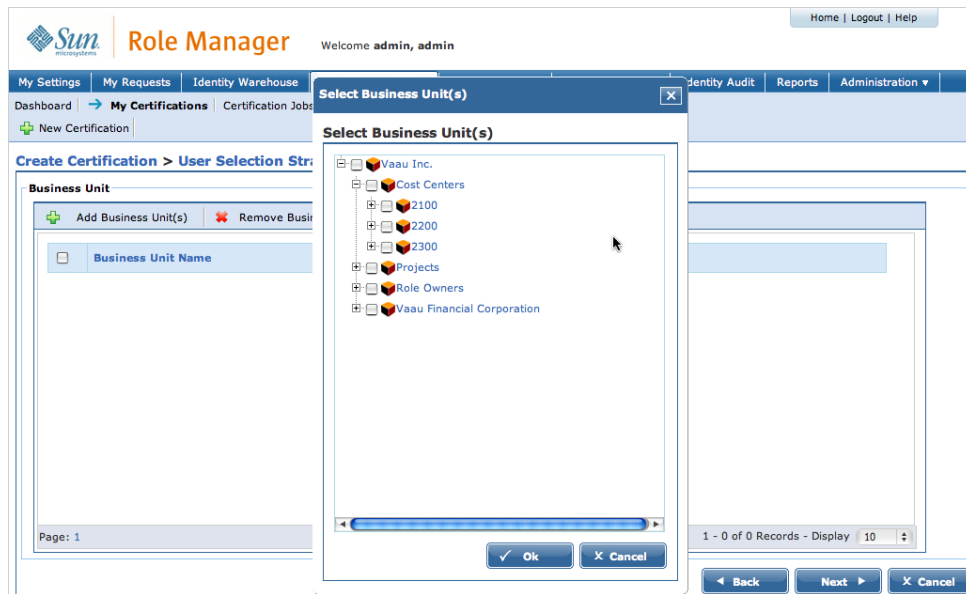 Home | Logout | Help
Sun
microsystems
Role Manager
Welcome admin, admin
My Settings
My Requests
Identity Warehouse
Identity Audit
Reports
Administration
Dashboard
My Certifications
Certification Jobs
New Certification
Create Certification > User Selection Stra
Business Unit
Add Business Unit(s)
Remove Busin
Business Unit Name
Select Business Unit(s)
X
Select Business Unit(s)
Vaau Inc.
Cost Centers
2100
2200
2300
Projects
Role Owners
Vaau Financial Corporation
Ok
X Cancel
Page: 1
1 - 0 of 0 Records - Display 10
Back
Next
X Cancel